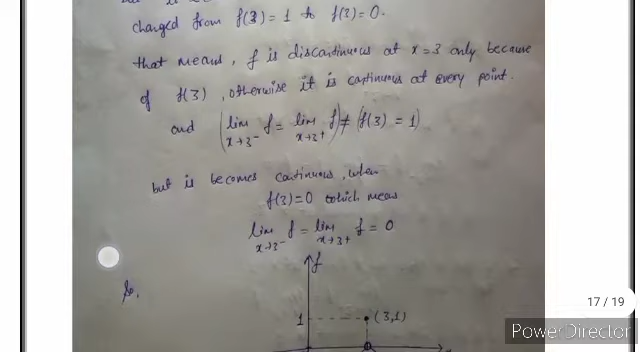 changed from f(3) = 1 to f(3) = 0.
that means, f is discontinuous at x = 3 only because
of f(3), otherwise it is continuous at every point.
and (lim x→3⁻ f = lim x→3⁺ f) ≠ (f(3) = 1)
but is becomes continuous, when
f(3) = 0 which means
lim x→3⁻ f = lim x→3⁺ f = 0
f
So,
1
(3,1)
17 / 19
PowerDirector